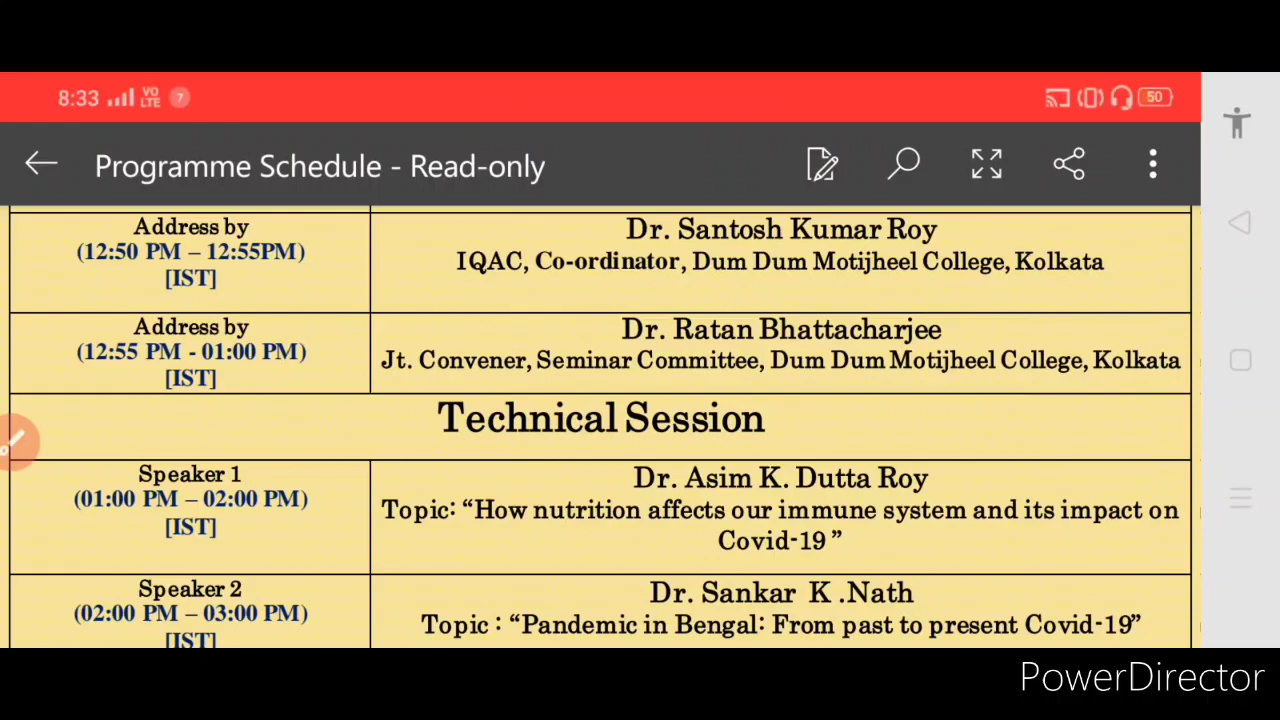 8:33 VO LTE 7 50
Programme Schedule - Read-only
Address by
(12:50 PM – 12:55PM)
[IST]
Dr. Santosh Kumar Roy
IQAC, Co-ordinator, Dum Dum Motijheel College, Kolkata
Address by
(12:55 PM - 01:00 PM)
[IST]
Dr. Ratan Bhattacharjee
Jt. Convener, Seminar Committee, Dum Dum Motijheel College, Kolkata
Technical Session
Speaker 1
(01:00 PM – 02:00 PM)
[IST]
Dr. Asim K. Dutta Roy
Topic: “How nutrition affects our immune system and its impact on
Covid-19 ”
Speaker 2
(02:00 PM – 03:00 PM)
[IST]
Dr. Sankar K .Nath
Topic : “Pandemic in Bengal: From past to present Covid-19”
PowerDirector